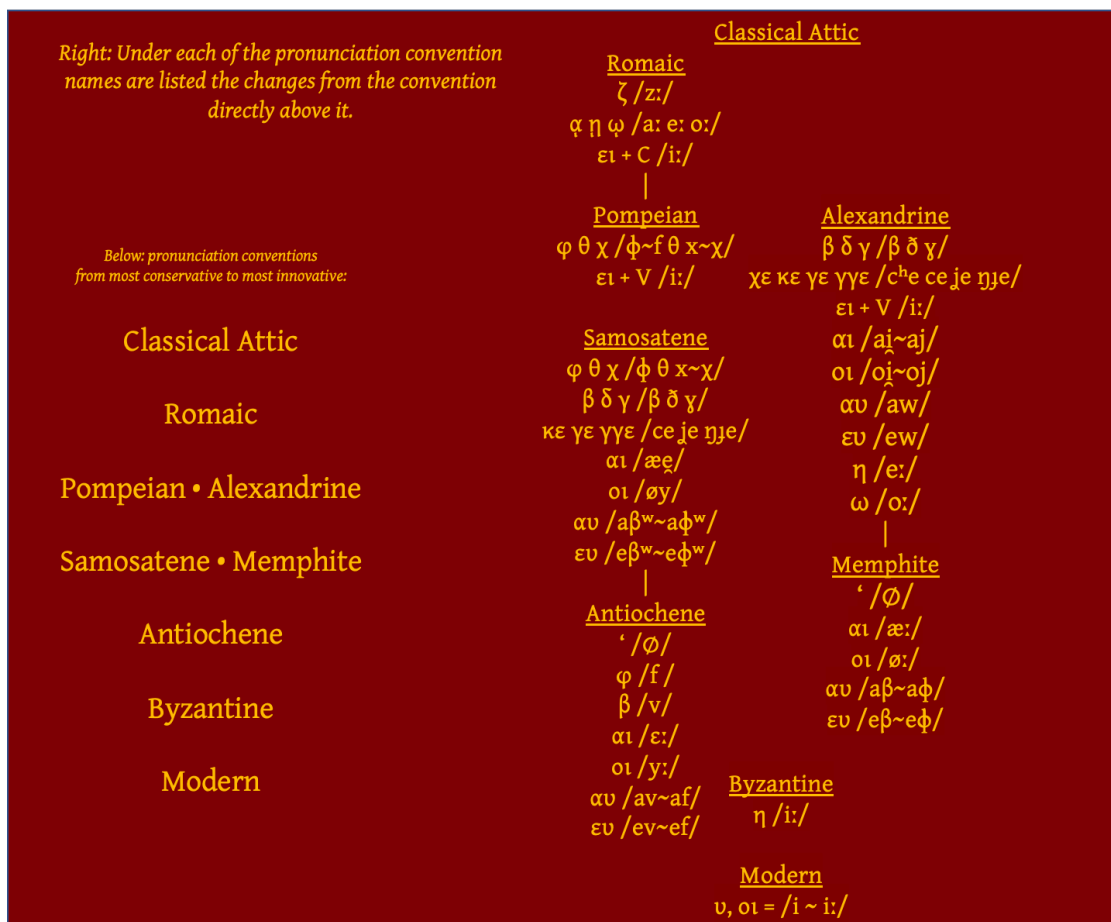 Right: Under each of the pronunciation convention
names are listed the changes from the convention
directly above it.
Below: pronunciation conventions
from most conservative to most innovative:
Classical Attic
Romaic
Pompeian • Alexandrine
Samosatene • Memphite
Antiochene
Byzantine
Modern
Classical Attic
Romaic
ζ /zː/
ᾳ ῃ ῳ /aː eː oː/
ει + C /iː/
|
Pompeian
φ θ χ /ɸ~f θ x~χ/
ει + V /iː/
Samosatene
φ θ χ /ɸ θ x~χ/
β δ γ /β ð ɣ/
κε γε γγε /ce ʝe ŋɟe/
αι /æe̯/
οι /øy/
αυ /aβʷ~aɸʷ/
ευ /eβʷ~eɸʷ/
|
Antiochene
‘ /Ø/
φ /f /
β /v/
αι /ɛː/
οι /yː/
αυ /av~af/
ευ /ev~ef/
Alexandrine
β δ γ /β ð ɣ/
χε κε γε γγε /cʰe ce ʝe ŋɟe/
ει + V /iː/
αι /ai̯~aj/
οι /oi̯~oj/
αυ /aw/
ευ /ew/
η /eː/
ω /oː/
|
Memphite
‘ /Ø/
αι /æː/
οι /øː/
αυ /aβ~aɸ/
ευ /eβ~eɸ/
Byzantine
η /iː/
Modern
υ, οι = /i ~ iː/